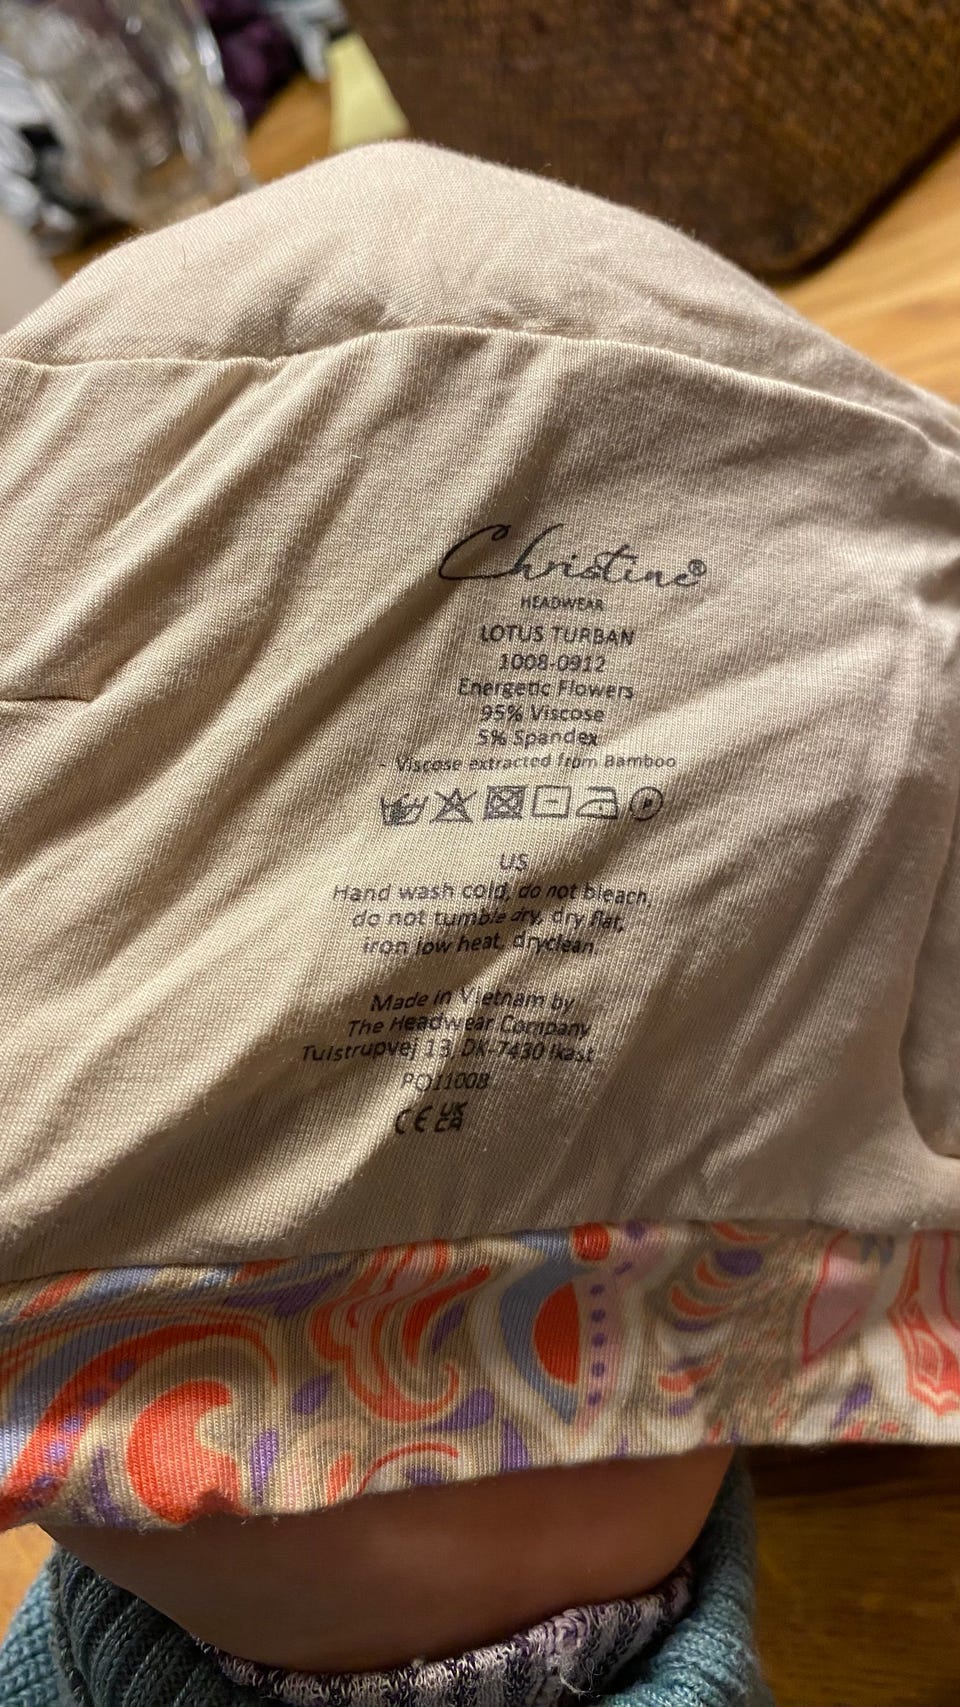 Christine®
HEADWEAR
LOTUS TURBAN
1008-0912
Energetic Flowers
95% Viscose
5% Spandex
- Viscose extracted from Bamboo
P
US
Hand wash cold, do not bleach,
do not tumble dry, dry flat,
iron low heat, dryclean.
Made in Vietnam by
The Headwear Company
Tulstrupvej 13, DK-7430 Ikast
PO11008
CE UK CA